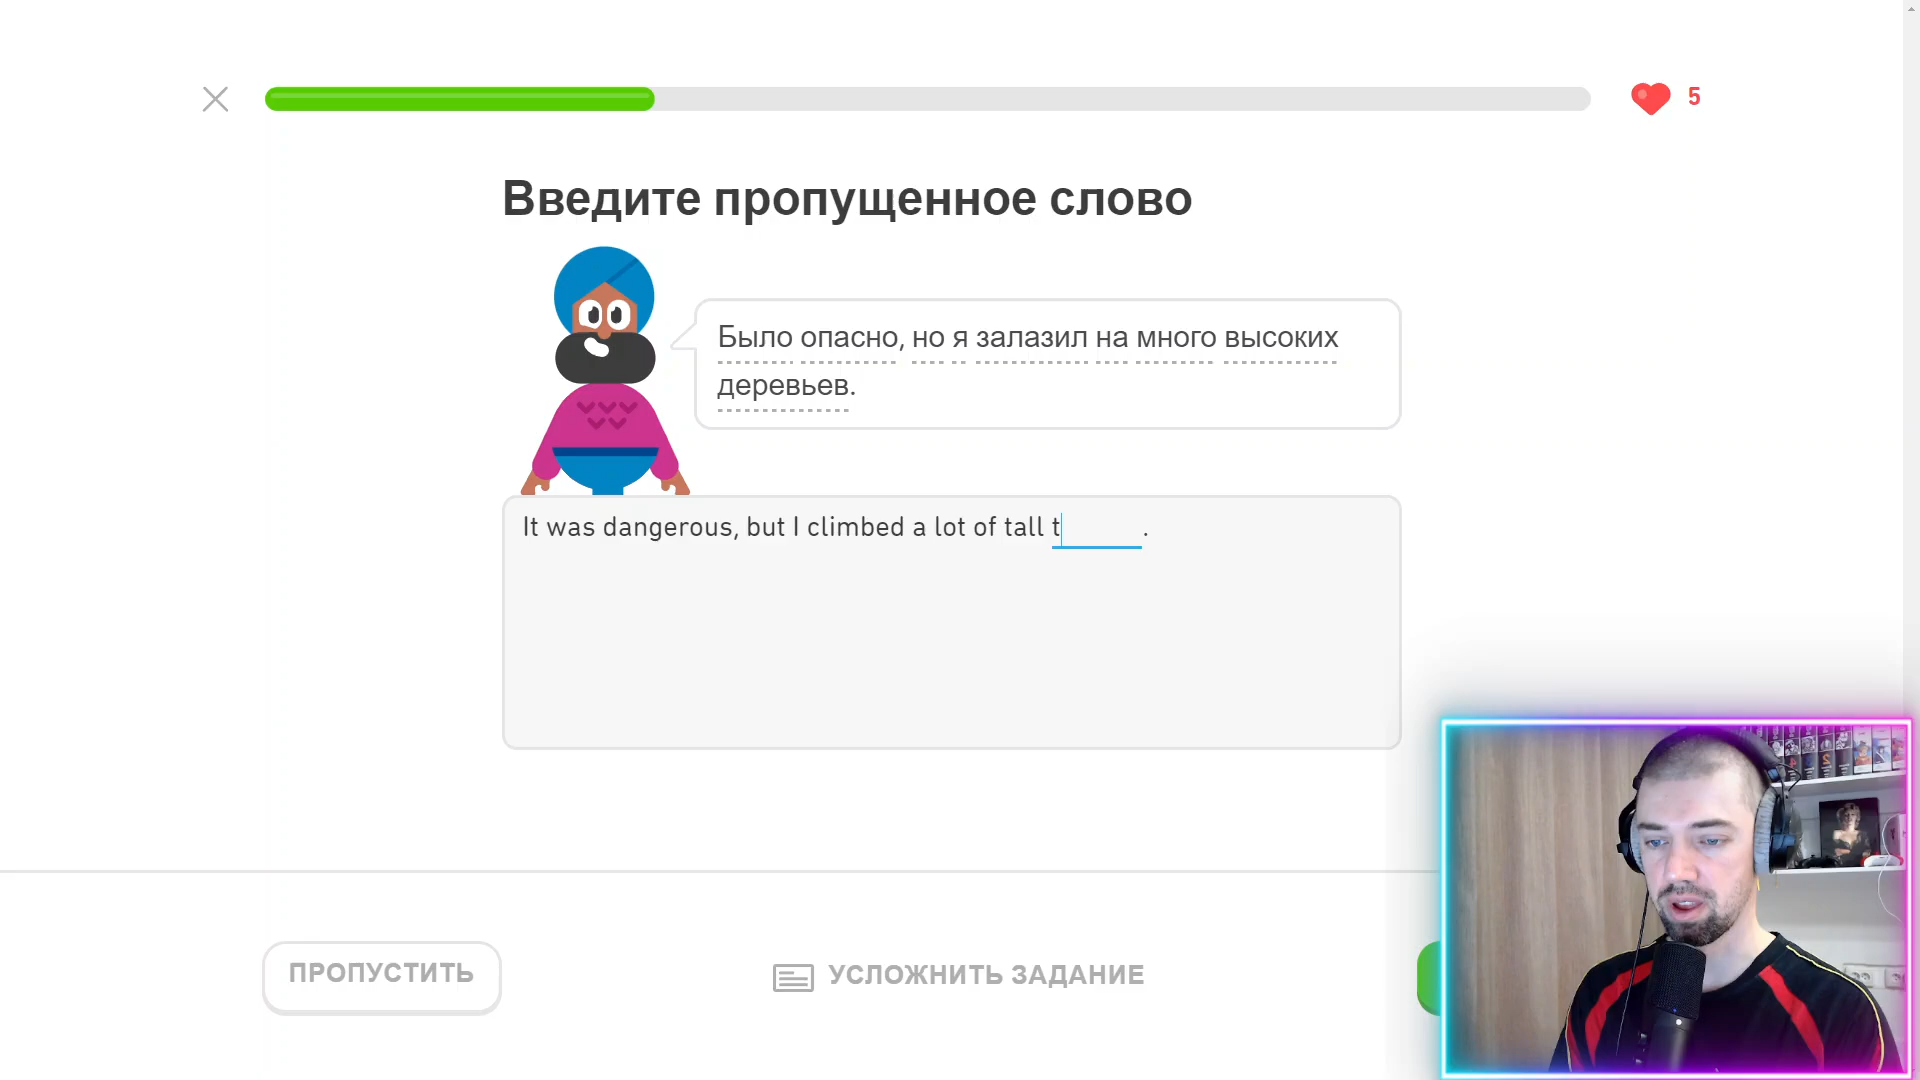 5
Введите пропущенное слово
Было опасно, но я залазил на много высоких
деревьев.
It was dangerous, but I climbed a lot of tall t.
ПРОПУСТИТЬ
УСЛОЖНИТЬ ЗАДАНИЕ